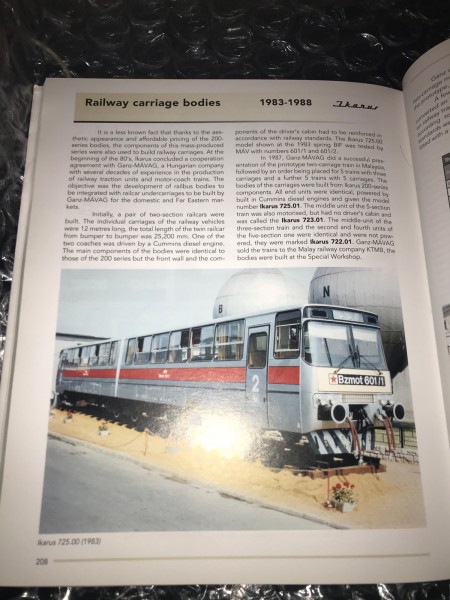 Railway carriage bodies 1983-1988 Ikarus
It is a less known fact that thanks to the aes-
thetic appearance and affordable pricing of the 200-
series bodies, the components of this mass-produced
series were also used to build railway carriages. At the
beginning of the 80's, Ikarus concluded a cooperation
agreement with Ganz-MÁVAG, a Hungarian company
with several decades of experience in the production
of railway traction units and motor-coach trains. The
objective was the development of railbus bodies to
be integrated with railcar undercarriages to be built by
Ganz-MÁVAG for the domestic and Far Eastern mar-
kets.
Initially, a pair of two-section railcars were
built. The individual carriages of the railway vehicles
were 12 metres long, the total length of the twin railcar
from bumper to bumper was 25,200 mm. One of the
two coaches was driven by a Cummins diesel engine.
The main components of the bodies were identical to
those of the 200 series but the front wall and the com-
ponents of the driver's cabin had to be reinforced in
accordance with railway standards. The Ikarus 725.00
model shown at the 1983 spring BIF was tested by
MÁV with numbers 601/1 and 601/2.
In 1987, Ganz-MÁVAG did a successful pres-
entation of the prototype two-carriage train in Malaysia,
followed by an order being placed for 5 trains with three
carriages and a further 5 trains with 5 carriages. The
bodies of the carriages were built from Ikarus 200-series
components. All end units were identical, powered by
built in Cummins diesel engines and given the model
number Ikarus 725.01. The middle unit of the 5-section
train was also motorised, but had no driver's cabin and
was called the Ikarus 723.01. The middle-unit of the
three-section train and the second and fourth units of
the five-section one were identical and were not pow-
ered, they were marked Ikarus 722.01. Ganz-MÁVAG
sold the trains to the Malay railway company KTMB, the
bodies were built at the Special Workshop.
B
N
2
Bzmot 601/1
Ikarus 725.00 (1983)
208